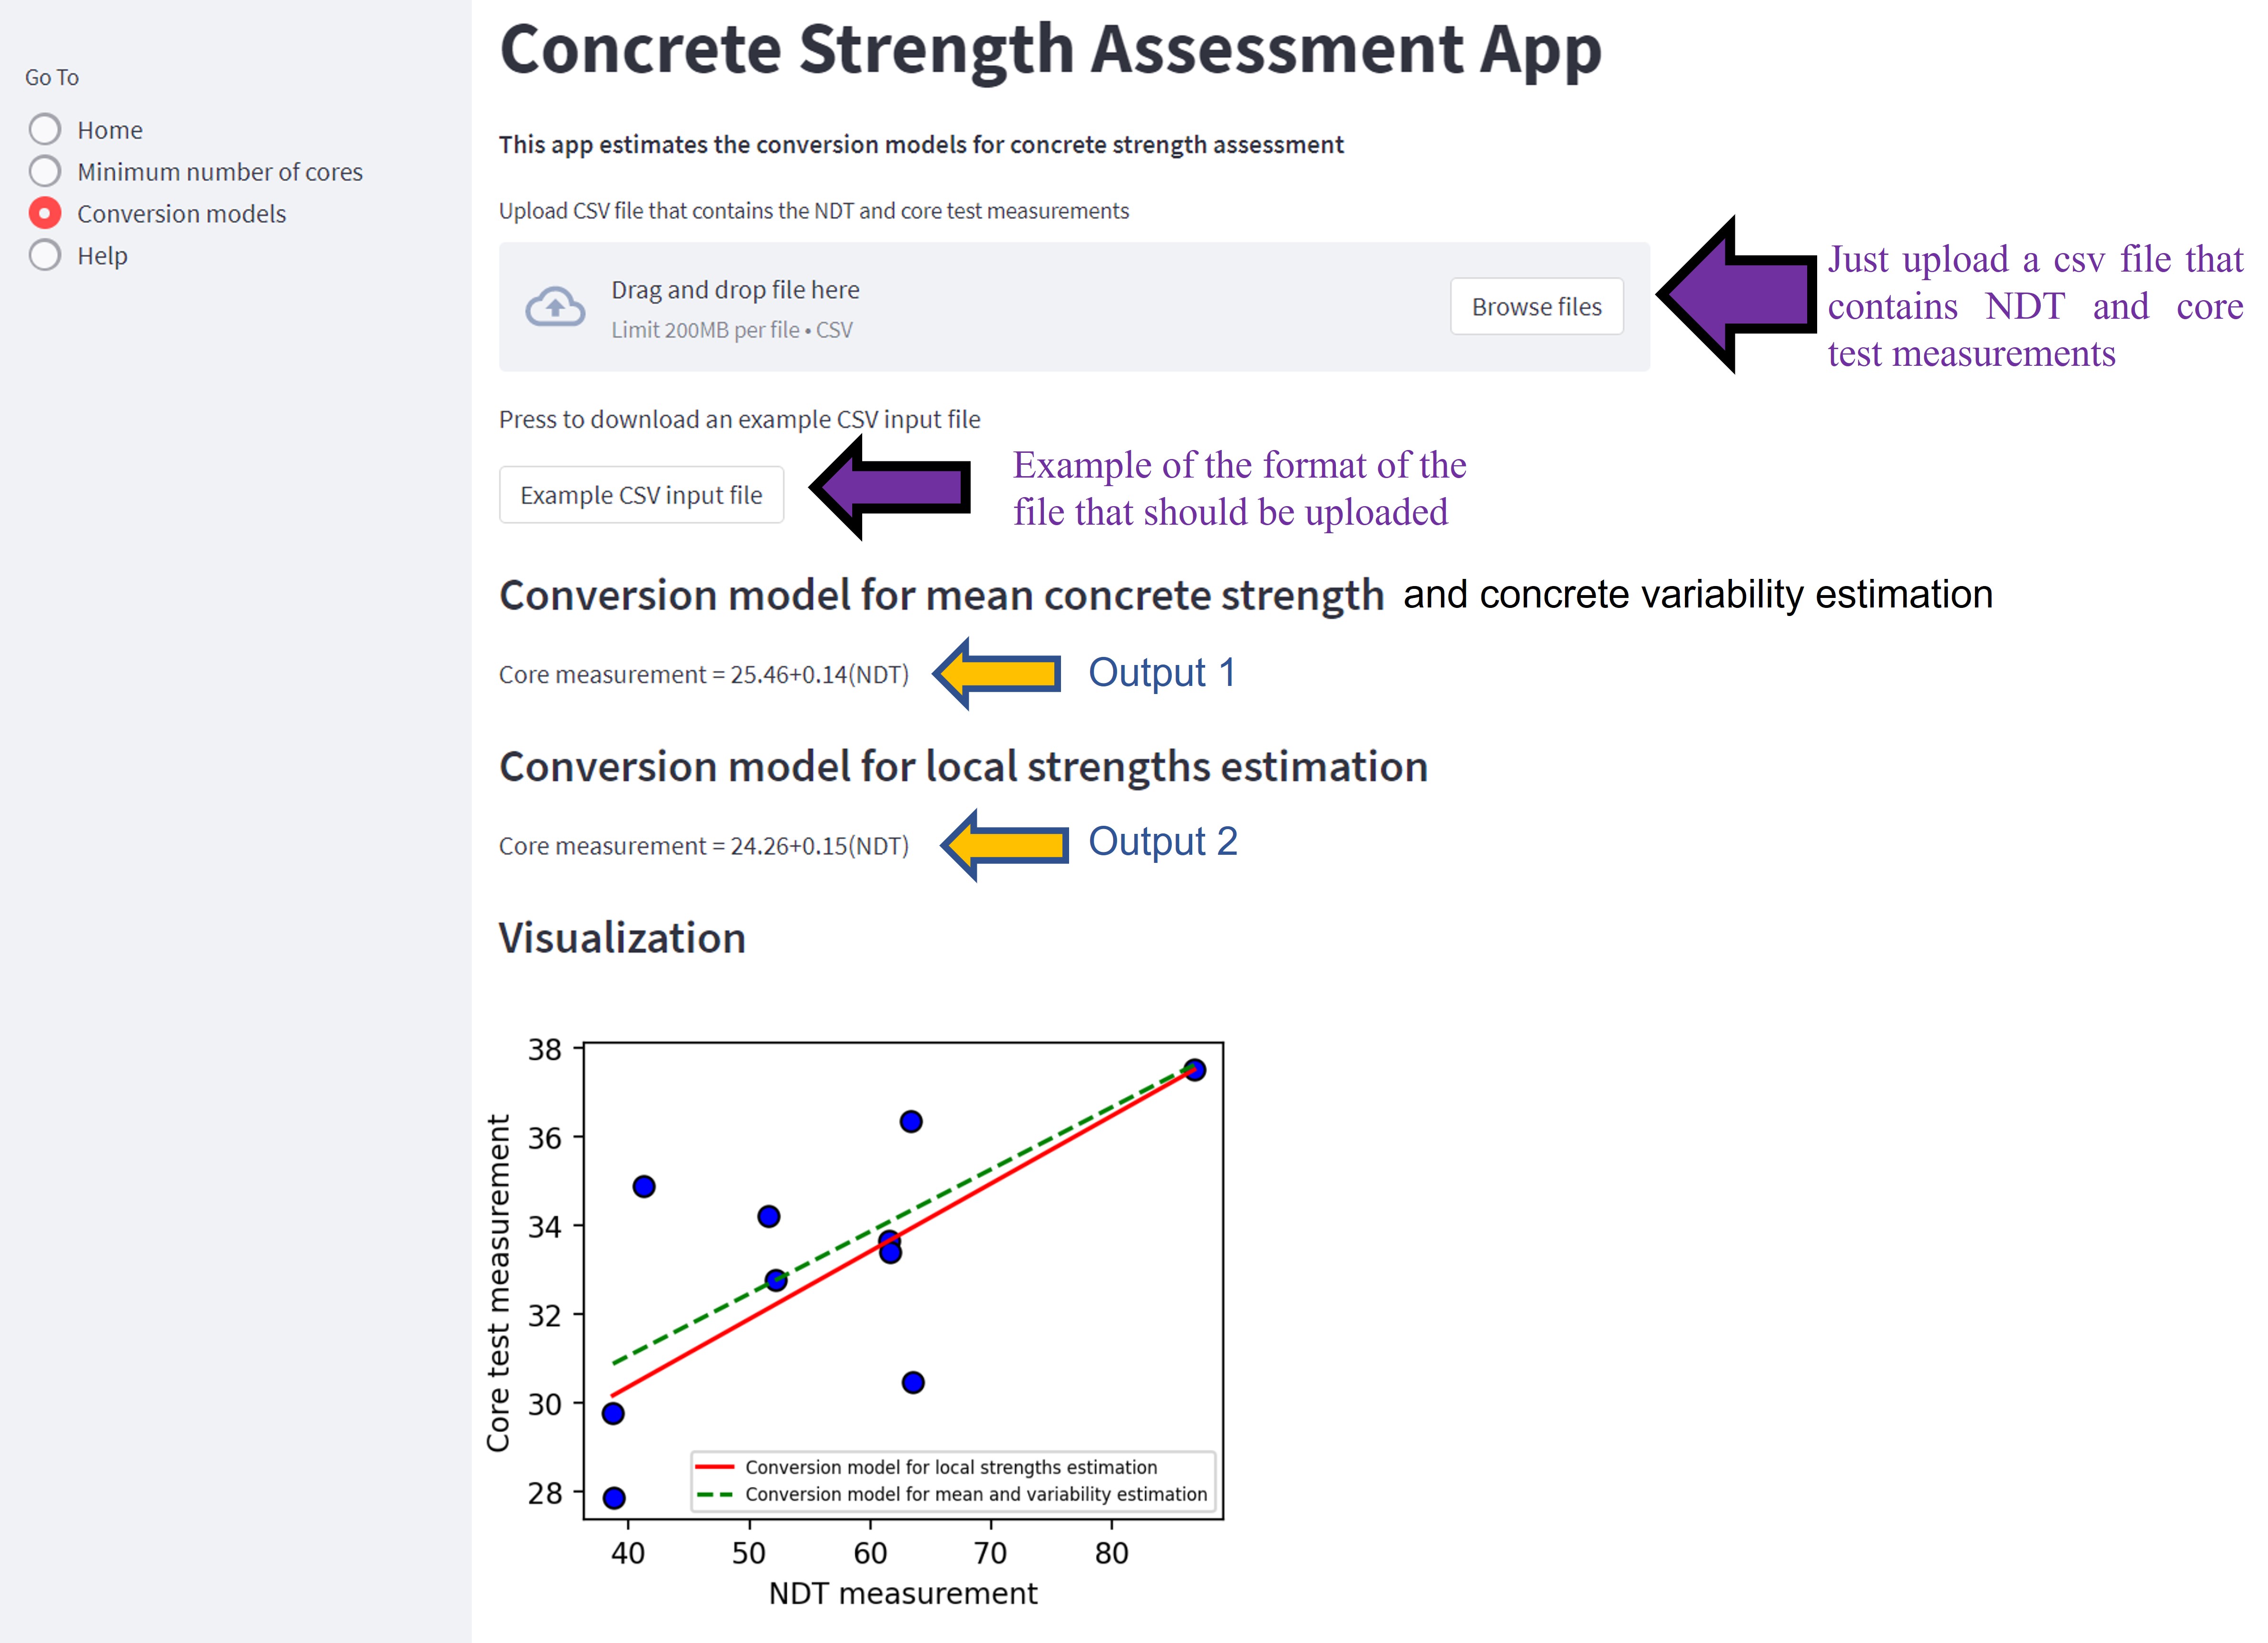 Concrete Strength Assessment App
Go To
Home
Minimum number of cores
Conversion models
Help
This app estimates the conversion models for concrete strength assessment
Upload CSV file that contains the NDT and core test measurements
Drag and drop file here
Limit 200MB per file • CSV
Browse files
Just upload a csv file that
contains NDT and core
test measurements
Press to download an example CSV input file
Example CSV input file
Example of the format of the
file that should be uploaded
Conversion model for mean concrete strength and concrete variability estimation
Core measurement = 25.46+0.14(NDT)
Output 1
Conversion model for local strengths estimation
Core measurement = 24.26+0.15(NDT)
Output 2
Visualization
38
36
34
32
30
28
Core test measurement
Conversion model for local strengths estimation
Conversion model for mean and variability estimation
40 50 60 70 80
NDT measurement